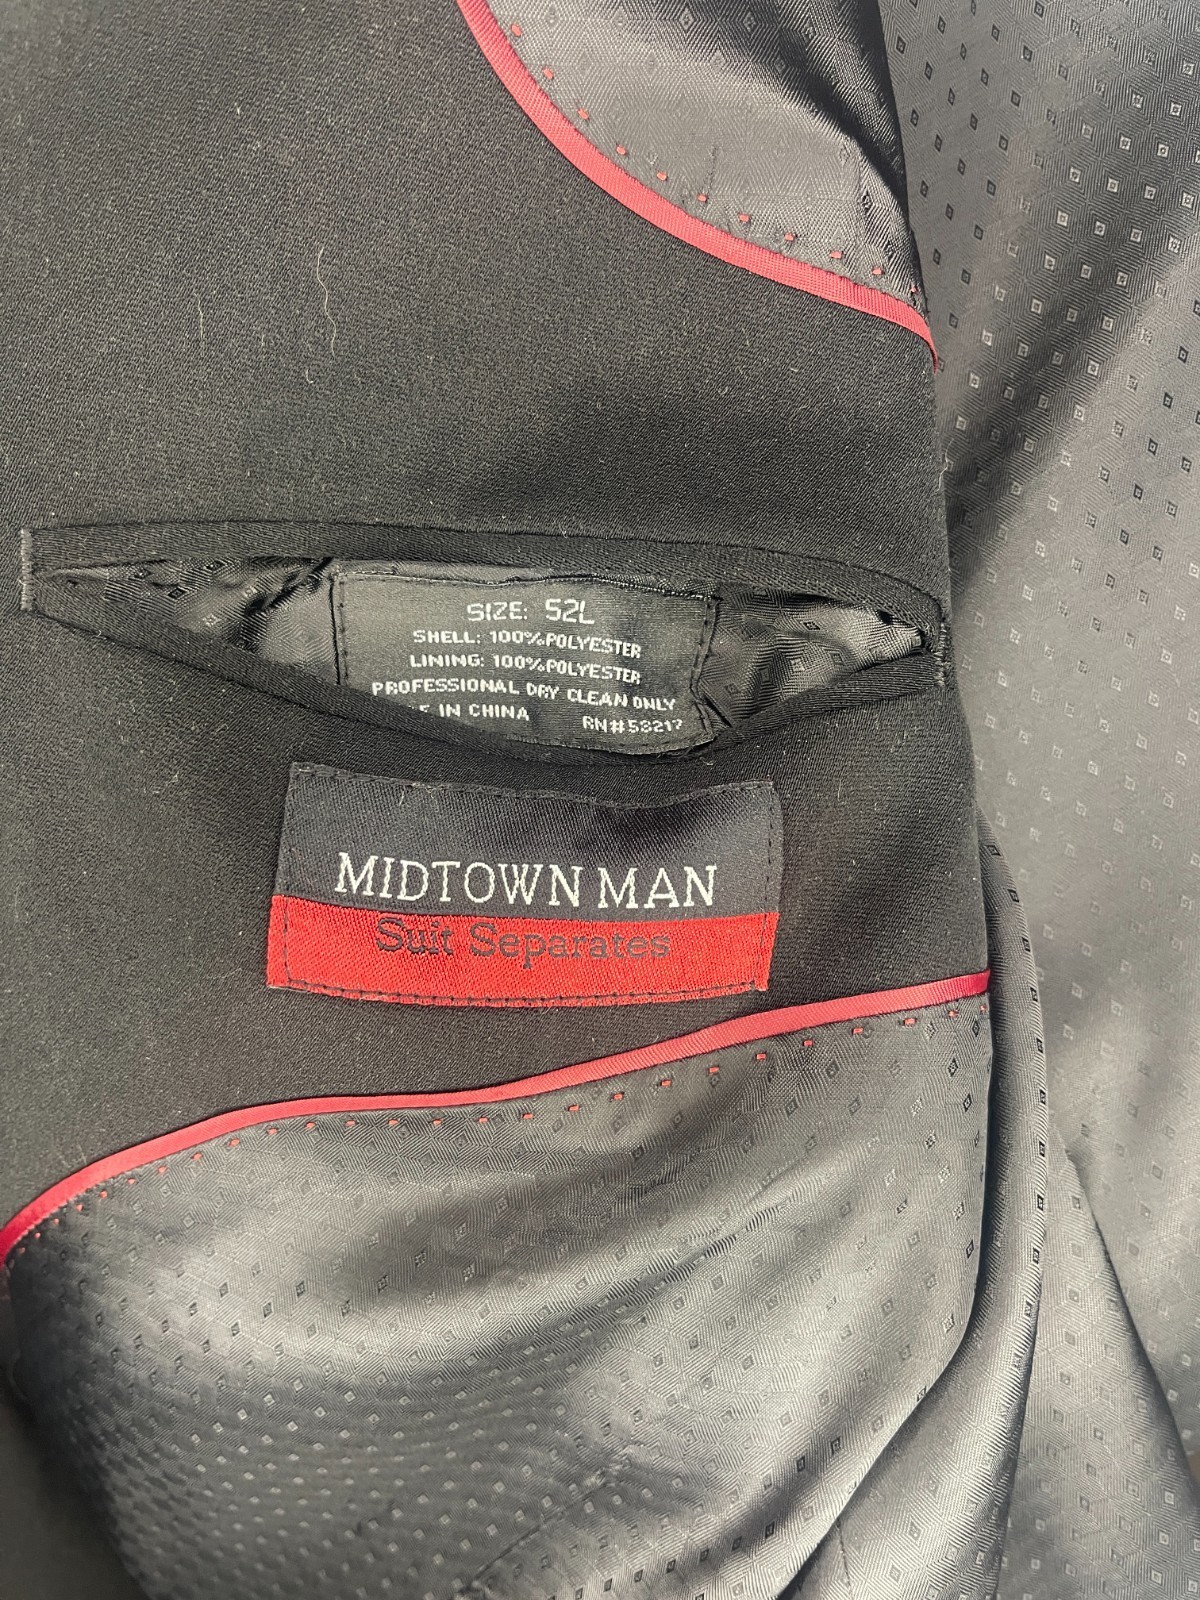 SIZE: 52L
SHELL: 100%POLYESTER
LINING: 100%POLYESTER
PROFESSIONAL DRY CLEAN ONLY
E IN CHINA RN#53217
MIDTOWN MAN
Suit Separates